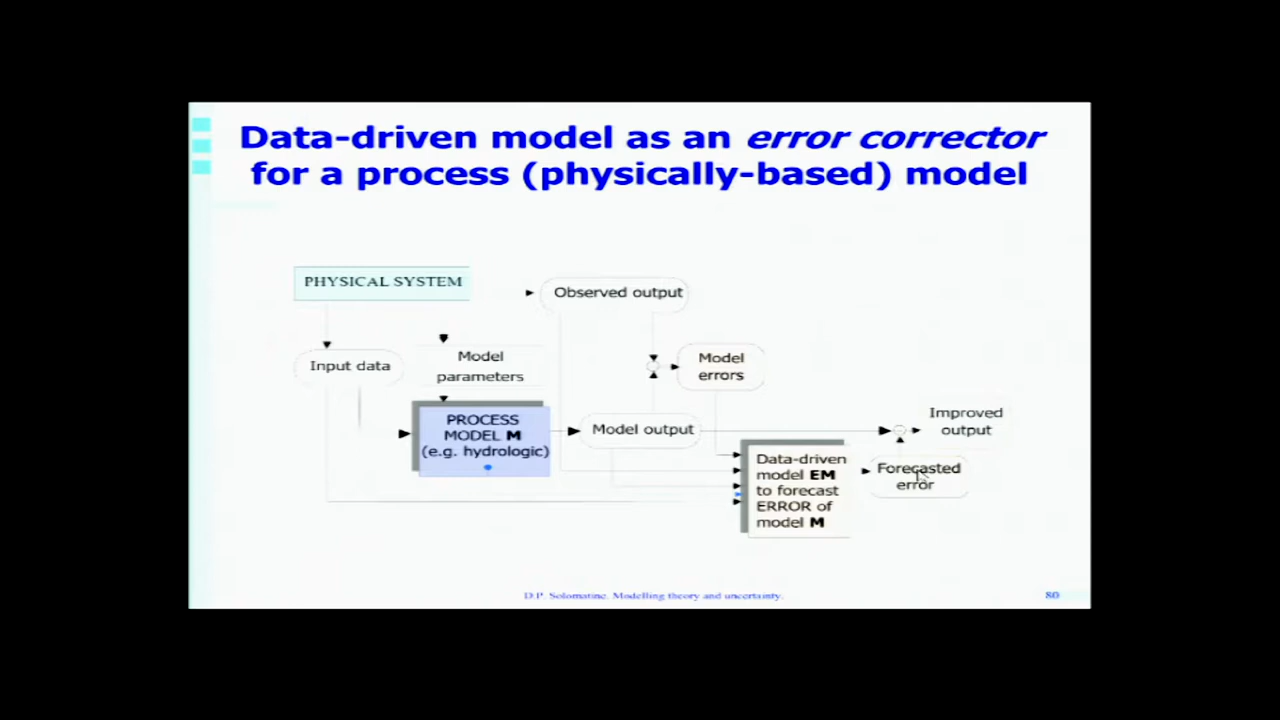 Data-driven model as an error corrector
for a process (physically-based) model
PHYSICAL SYSTEM
Observed output
Input data
Model
parameters
Model
errors
PROCESS
MODEL M
(e.g. hydrologic)
Model output
Improved
output
Data-driven
model EM
to forecast
ERROR of
model M
Forecasted
error
D.P. Solomatine. Modelling theory and uncertainty.
80